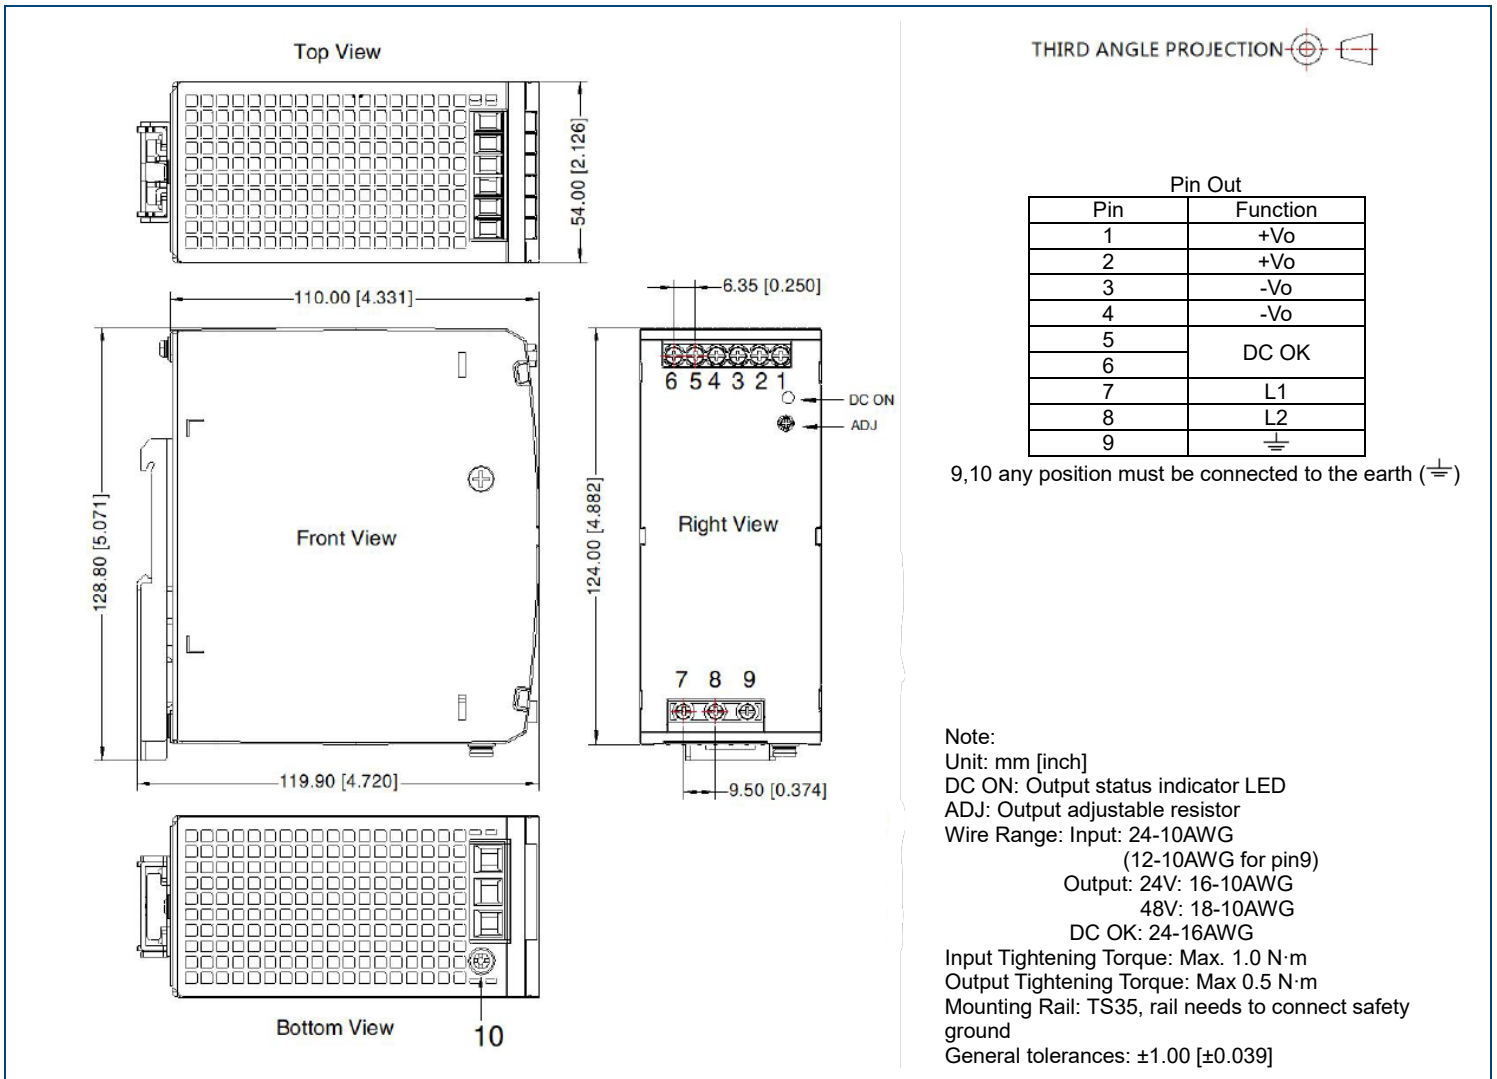 Top View
54.00 [2.126]
110.00 [4.331]
128.80 [5.071]
Front View
119.90 [4.720]
6.35 [0.250]
6 5 4 3 2 1
DC ON
ADJ
124.00 [4.882]
Right View
7 8 9
9.50 [0.374]
Bottom View
10
THIRD ANGLE PROJECTION
Pin Out
Pin Function
1 +Vo
2 +Vo
3 -Vo
4 -Vo
5
DC OK
6
7 L1
8 L2
9 ⏚
9,10 any position must be connected to the earth (⏚)
Note:
Unit: mm [inch]
DC ON: Output status indicator LED
ADJ: Output adjustable resistor
Wire Range: Input: 24-10AWG
(12-10AWG for pin9)
Output: 24V: 16-10AWG
48V: 18-10AWG
DC OK: 24-16AWG
Input Tightening Torque: Max. 1.0 N·m
Output Tightening Torque: Max 0.5 N·m
Mounting Rail: TS35, rail needs to connect safety
ground
General tolerances: ±1.00 [±0.039]